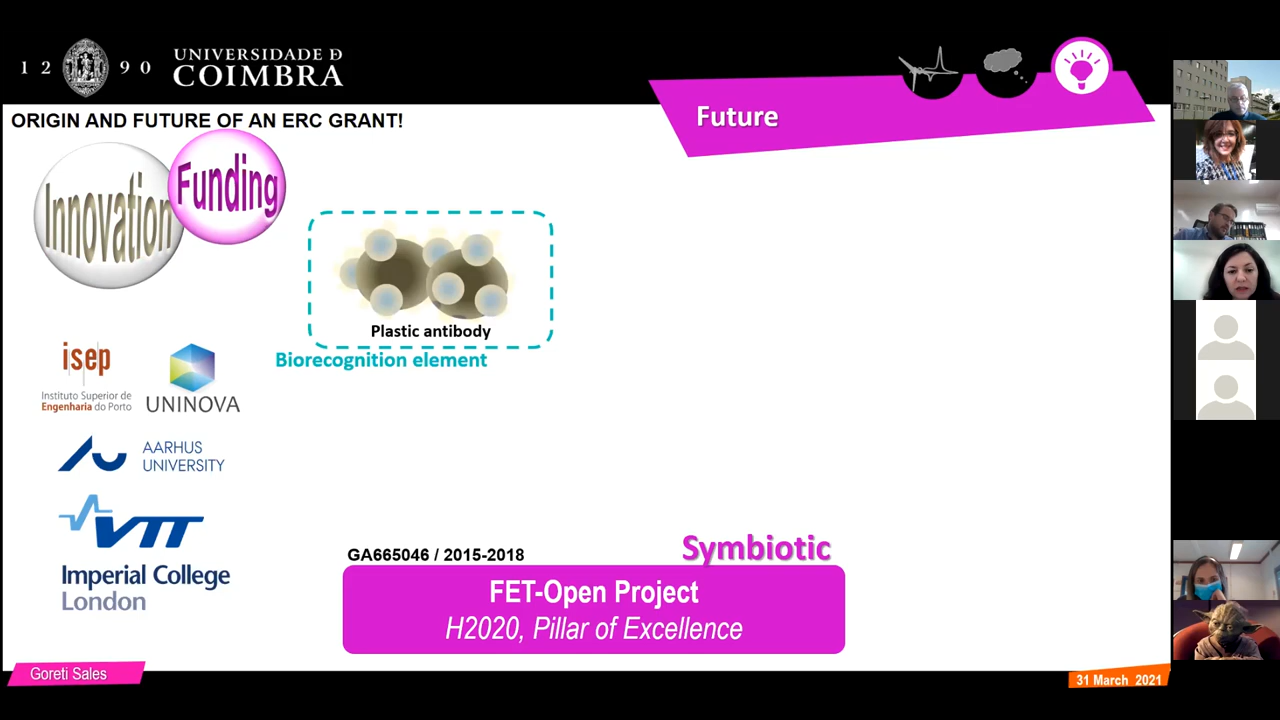 1 2 9 0
UNIVERSIDADE Ð
COIMBRA
Future
ORIGIN AND FUTURE OF AN ERC GRANT!
Innovation
Funding
Plastic antibody
Biorecognition element
isep
Instituto Superior de
Engenharia do Porto
UNINOVA
AARHUS
UNIVERSITY
VTT
Imperial College
London
GA665046 / 2015-2018
Symbiotic
FET-Open Project
H2020, Pillar of Excellence
Goreti Sales
31 March 2021